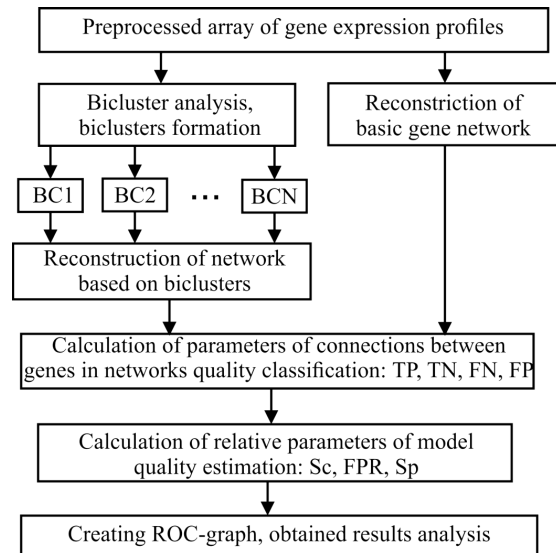 Preprocessed array of gene expression profiles
Bicluster analysis,
biclusters formation
Reconstriction of
basic gene network
BC1
BC2
...
BCN
Reconstruction of network
based on biclusters
Calculation of parameters of connections between
genes in networks quality classification: TP, TN, FN, FP
Calculation of relative parameters of model
quality estimation: Sc, FPR, Sp
Creating ROC-graph, obtained results analysis